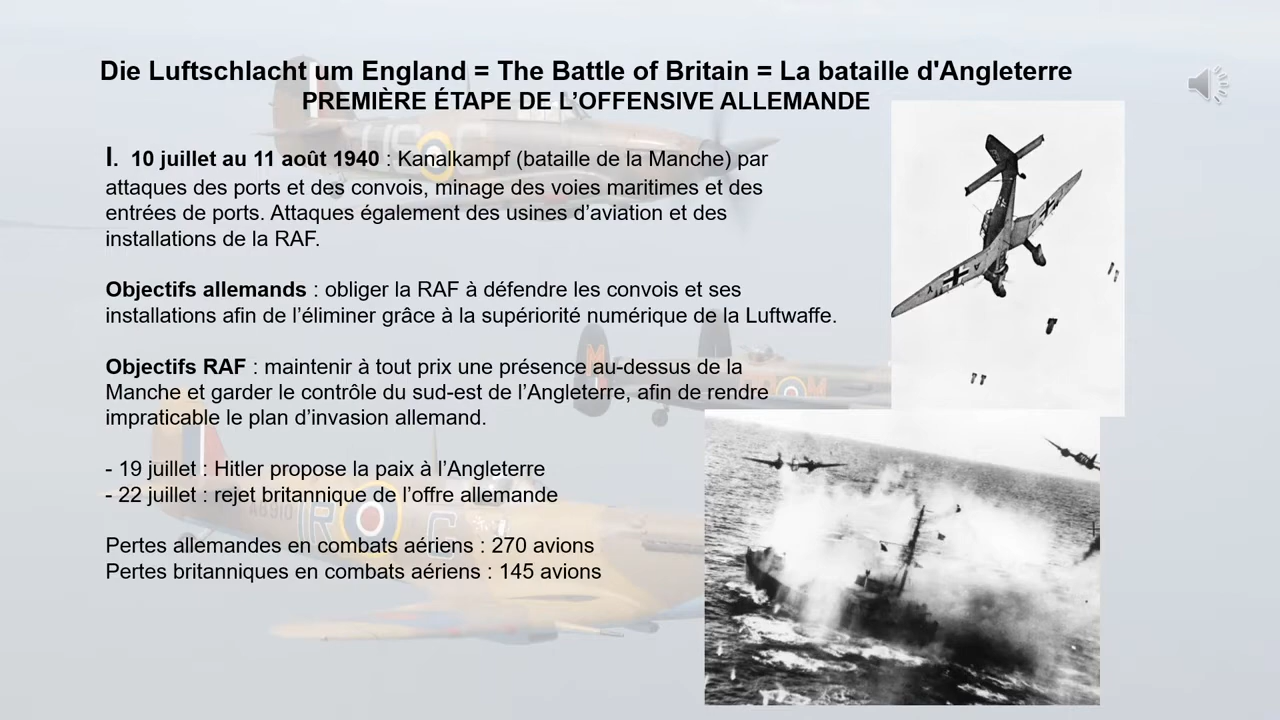 Die Luftschlacht um England = The Battle of Britain = La bataille d'Angleterre
PREMIÈRE ÉTAPE DE L’OFFENSIVE ALLEMANDE
I. 10 juillet au 11 août 1940 : Kanalkampf (bataille de la Manche) par
attaques des ports et des convois, minage des voies maritimes et des
entrées de ports. Attaques également des usines d’aviation et des
installations de la RAF.
Objectifs allemands : obliger la RAF à défendre les convois et ses
installations afin de l’éliminer grâce à la supériorité numérique de la Luftwaffe.
Objectifs RAF : maintenir à tout prix une présence au-dessus de la
Manche et garder le contrôle du sud-est de l’Angleterre, afin de rendre
impraticable le plan d’invasion allemand.
- 19 juillet : Hitler propose la paix à l’Angleterre
- 22 juillet : rejet britannique de l’offre allemande
Pertes allemandes en combats aériens : 270 avions
Pertes britanniques en combats aériens : 145 avions
AB910
R C